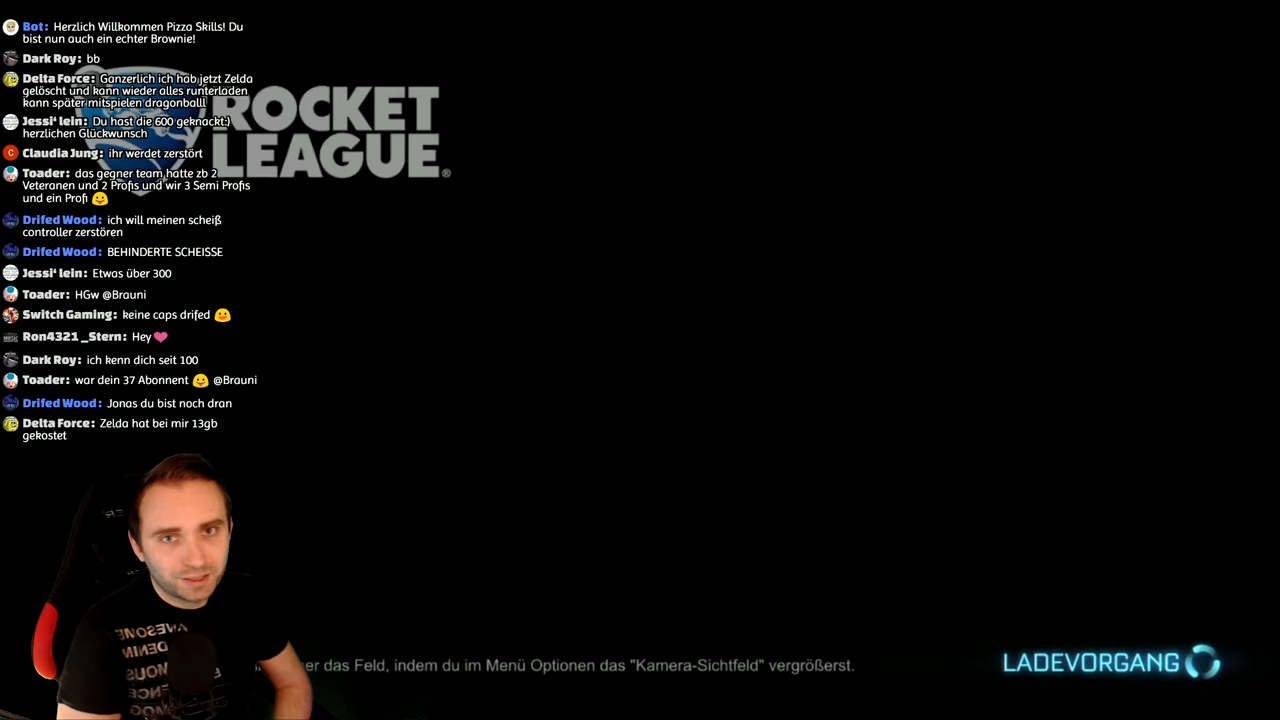 Bot: Herzlich Willkommen Pizza Skills! Du
bist nun auch ein echter Brownie!
Dark Roy: bb
Delta Force: Ganzerlich ich hab jetzt Zelda
gelöscht und kann wieder alles runterladen
kann später mitspielen dragonball!
Jessi' lein: Du hast die 600 geknackt:)
herzlichen Glückwunsch
Claudia Jung: ihr werdet zerstört
Toader: das gegner team hatte zb 2
Veteranen und 2 Profis und wir 3 Semi Profis
und ein Profi
Drifed Wood: ich will meinen scheiß
controller zerstören
Drifed Wood: BEHINDERTE SCHEISSE
Jessi' lein: Etwas über 300
Toader: HGw @Brauni
Switch Gaming: keine caps drifed
Ron4321_Stern: Hey
Dark Roy: ich kenn dich seit 100
Toader: war dein 37 Abonnent @Brauni
Drifed Wood: Jonas du bist noch dran
Delta Force: Zelda hat bei mir 13gb
gekostet
ROCKET
LEAGUE®
AWESOME
das Feld, indem du im Menü Optionen das "Kamera-Sichtfeld" vergrößerst.
LADEVORGANG